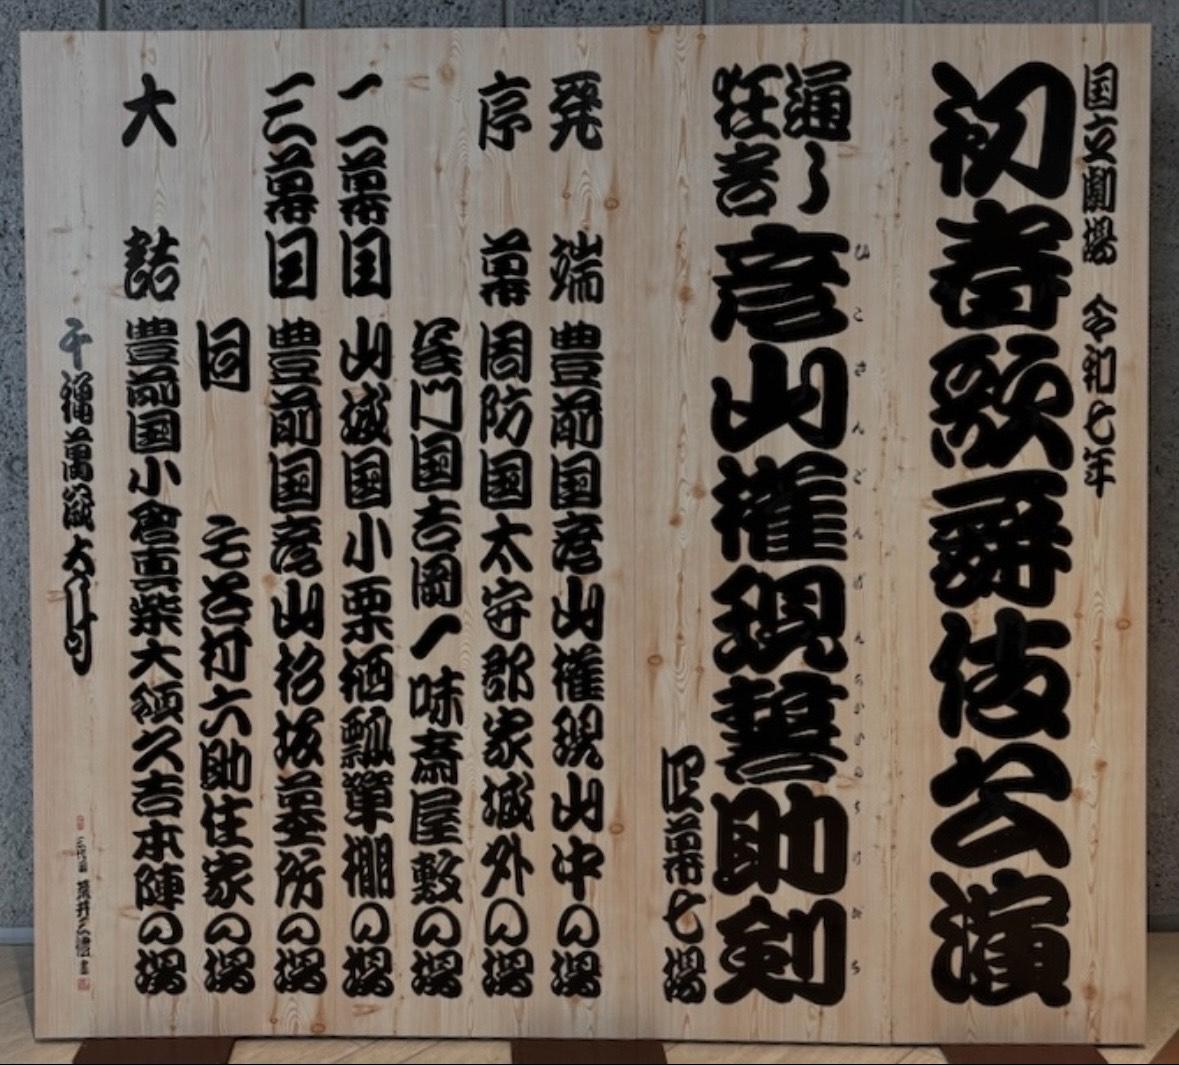 国立劇場 令和七年
初春歌舞伎公演
通し狂言
彦山権現誓助剣
ひこさんごんげんちかいのすけだち
四幕七場
発端 豊前国彦山権現山中の場
序幕 周防国太守郡家城外の場
長門国吉岡一味斎屋敷の場
二幕目 山城国小栗栖瓢箪棚の場
三幕目 豊前国彦山杉坂墓所の場
同 毛谷村六助住家の場
大詰 豊前国小倉真柴大領久吉本陣の場
千穐萬歳大入叶